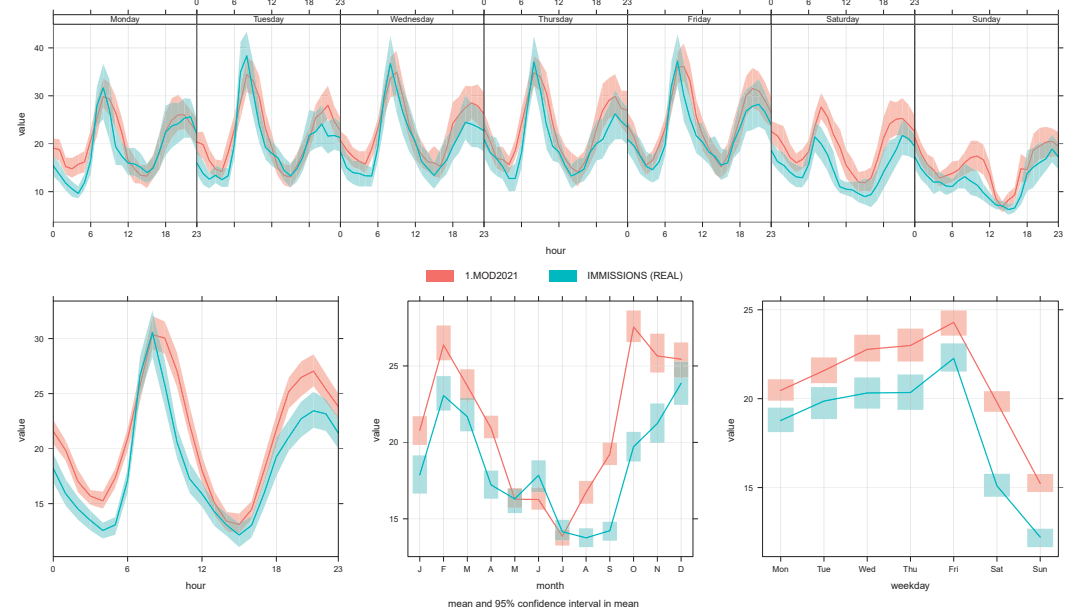 0 6 12 18 23 0 6 12 18 23 0 6 12 18 23
Monday Tuesday Wednesday Thursday Friday Saturday Sunday
40
30
20
10
value
0 6 12 18 23 0 6 12 18 23 0 6 12 18 23 0 6 12 18 23
hour
1.MOD2021 IMMISSIONS (REAL)
30
25
20
15
value
0 6 12 18 23
hour
25
20
15
value
J F M A M J J A S O N D
month
25
20
15
value
Mon Tue Wed Thu Fri Sat Sun
weekday
mean and 95% confidence interval in mean